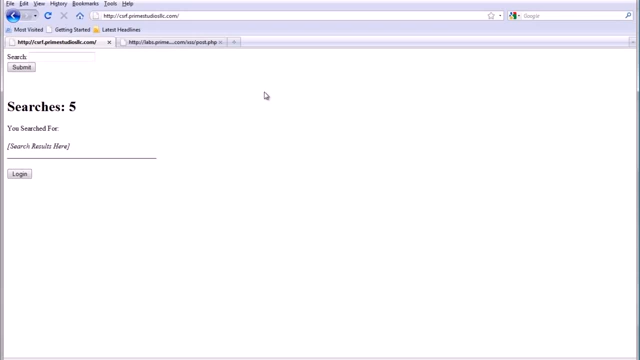 File Edit View History Bookmarks Tools Help
http://csrf.primestudiosllc.com/
Google
Most Visited Getting Started Latest Headlines
http://csrf.primestudiosllc.com/ http://labs.prime....com/xss/post.php
Search:
Submit
Searches: 5
You Searched For:
[Search Results Here]
Login